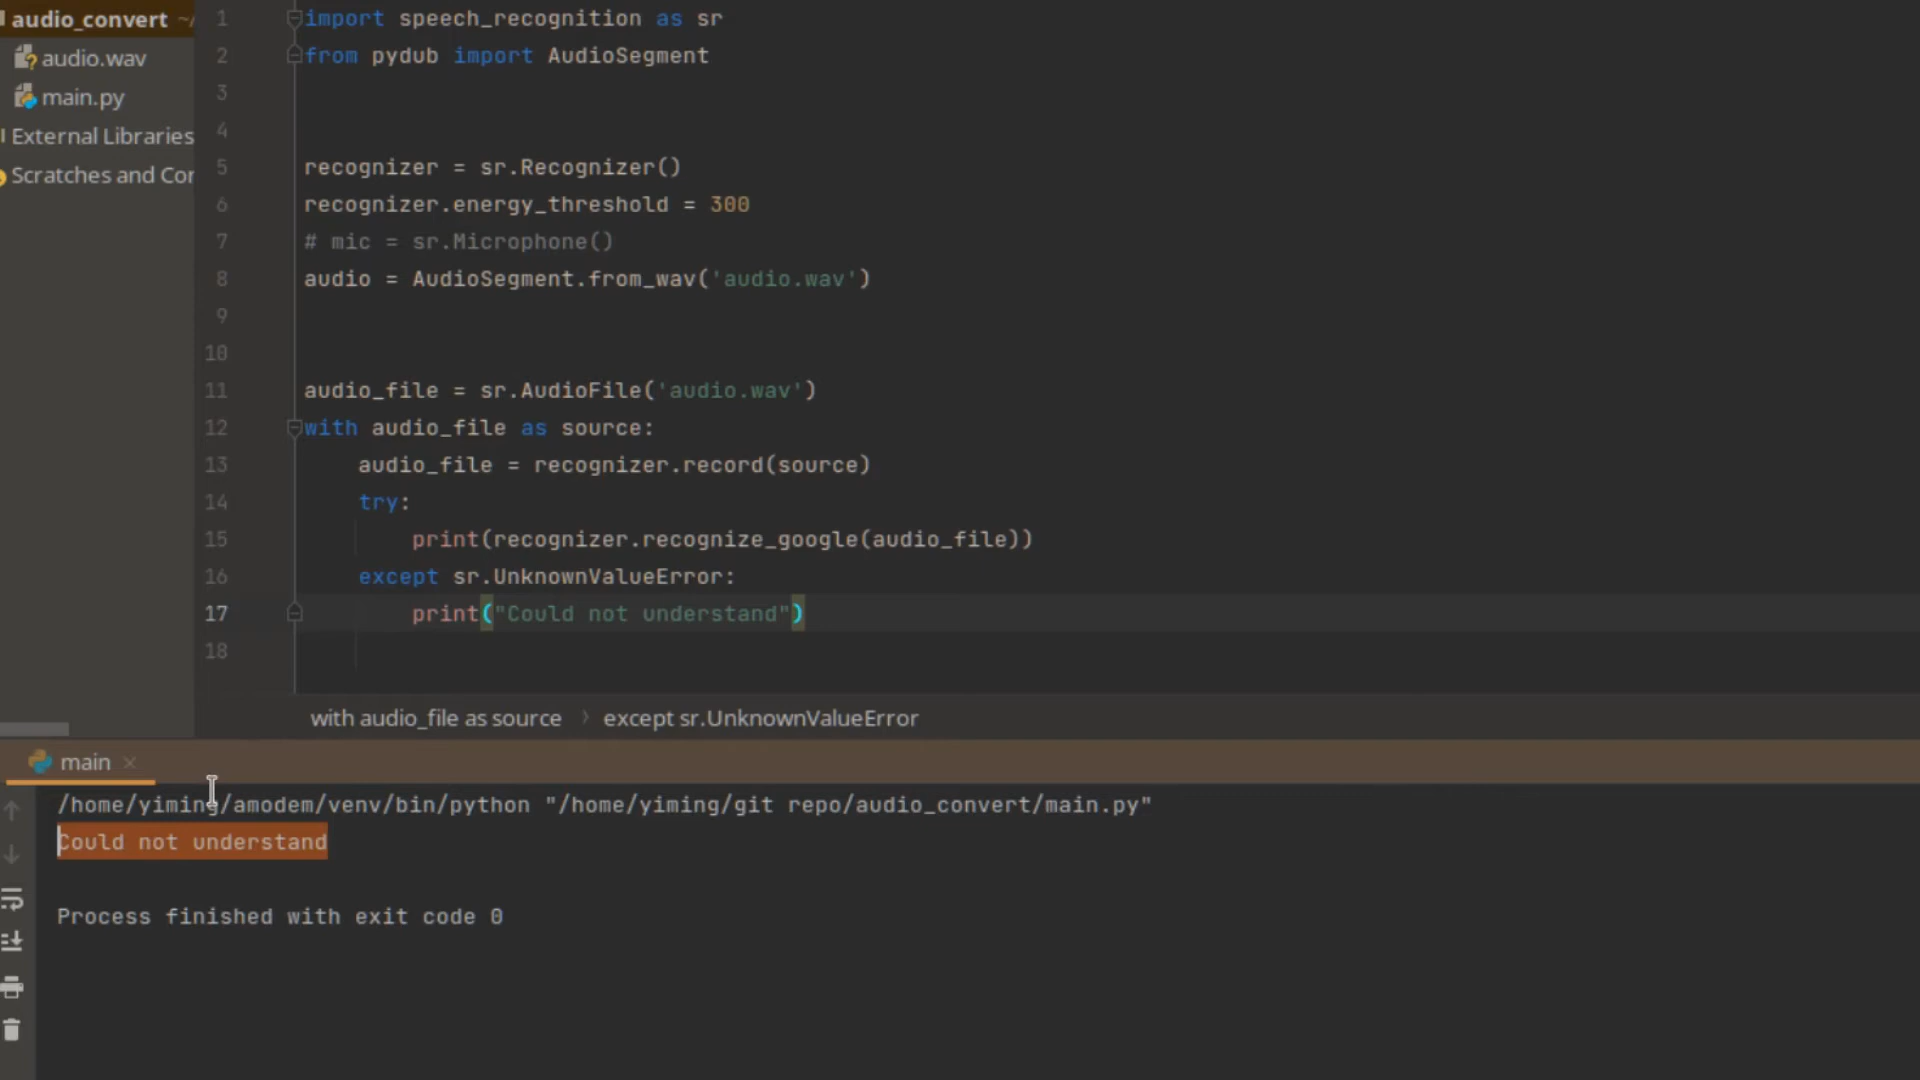 audio_convert ~/
audio.wav
main.py
External Libraries
Scratches and Cor
1 import speech_recognition as sr
2 from pydub import AudioSegment
3
4
5 recognizer = sr.Recognizer()
6 recognizer.energy_threshold = 300
7 # mic = sr.Microphone()
8 audio = AudioSegment.from_wav('audio.wav')
9
10
11 audio_file = sr.AudioFile('audio.wav')
12 with audio_file as source:
13 audio_file = recognizer.record(source)
14 try:
15 print(recognizer.recognize_google(audio_file))
16 except sr.UnknownValueError:
17 print("Could not understand")
18
with audio_file as source › except sr.UnknownValueError
main ×
/home/yiming/amodem/venv/bin/python "/home/yiming/git repo/audio_convert/main.py"
Could not understand
Process finished with exit code 0